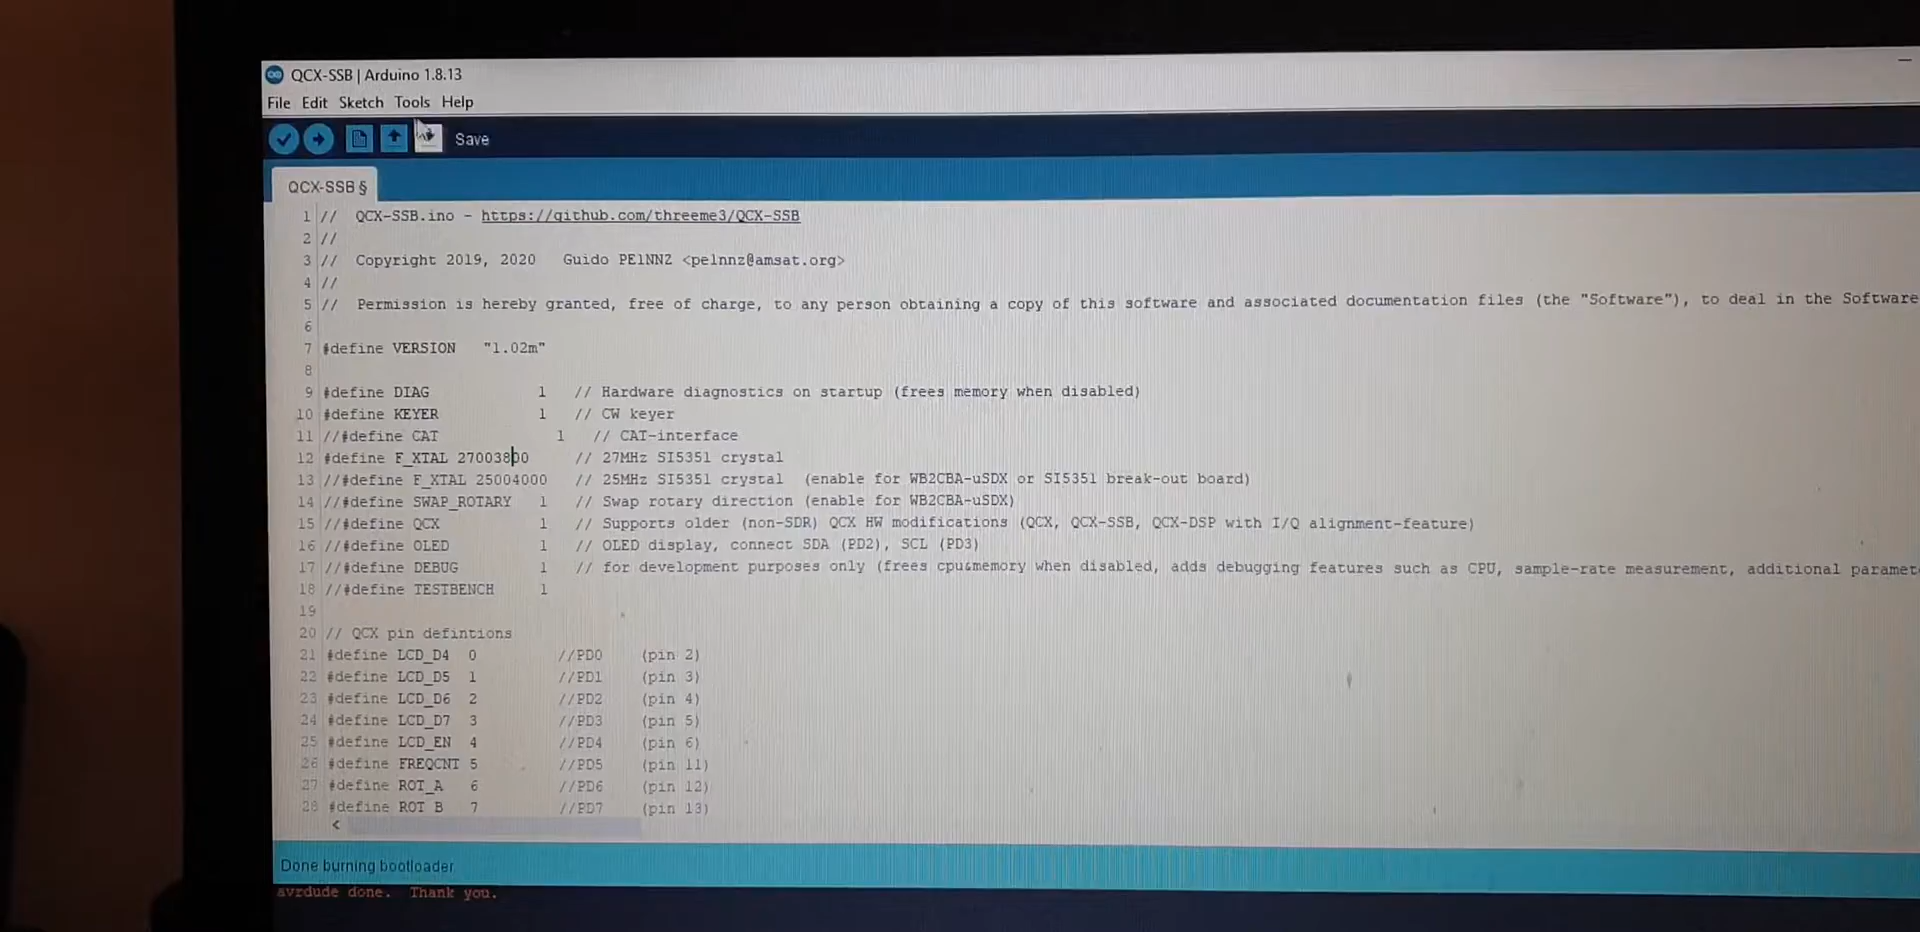 QCX-SSB | Arduino 1.8.13
File Edit Sketch Tools Help
Save
QCX-SSB §
1 // QCX-SSB.ino - https://github.com/threeme3/QCX-SSB
2 //
3 // Copyright 2019, 2020 Guido PE1NNZ <pe1nnz@amsat.org>
4 //
5 // Permission is hereby granted, free of charge, to any person obtaining a copy of this software and associated documentation files (the "Software"), to deal in the Software
6
7 #define VERSION "1.02m"
8
9 #define DIAG 1 // Hardware diagnostics on startup (frees memory when disabled)
10 #define KEYER 1 // CW keyer
11 //#define CAT 1 // CAT-interface
12 #define F_XTAL 27003800 // 27MHz SI5351 crystal
13 //#define F_XTAL 25004000 // 25MHz SI5351 crystal (enable for WB2CBA-uSDX or SI5351 break-out board)
14 //#define SWAP_ROTARY 1 // Swap rotary direction (enable for WB2CBA-uSDX)
15 //#define QCX 1 // Supports older (non-SDR) QCX HW modifications (QCX, QCX-SSB, QCX-DSP with I/Q alignment-feature)
16 //#define OLED 1 // OLED display, connect SDA (PD2), SCL (PD3)
17 //#define DEBUG 1 // for development purposes only (frees cpu&memory when disabled, adds debugging features such as CPU, sample-rate measurement, additional paramet
18 //#define TESTBENCH 1
19
20 // QCX pin defintions
21 #define LCD_D4 0 //PD0 (pin 2)
22 #define LCD_D5 1 //PD1 (pin 3)
23 #define LCD_D6 2 //PD2 (pin 4)
24 #define LCD_D7 3 //PD3 (pin 5)
25 #define LCD_EN 4 //PD4 (pin 6)
26 #define FREQCNT 5 //PD5 (pin 11)
27 #define ROT_A 6 //PD6 (pin 12)
28 #define ROT_B 7 //PD7 (pin 13)
Done burning bootloader
avrdude done. Thank you.